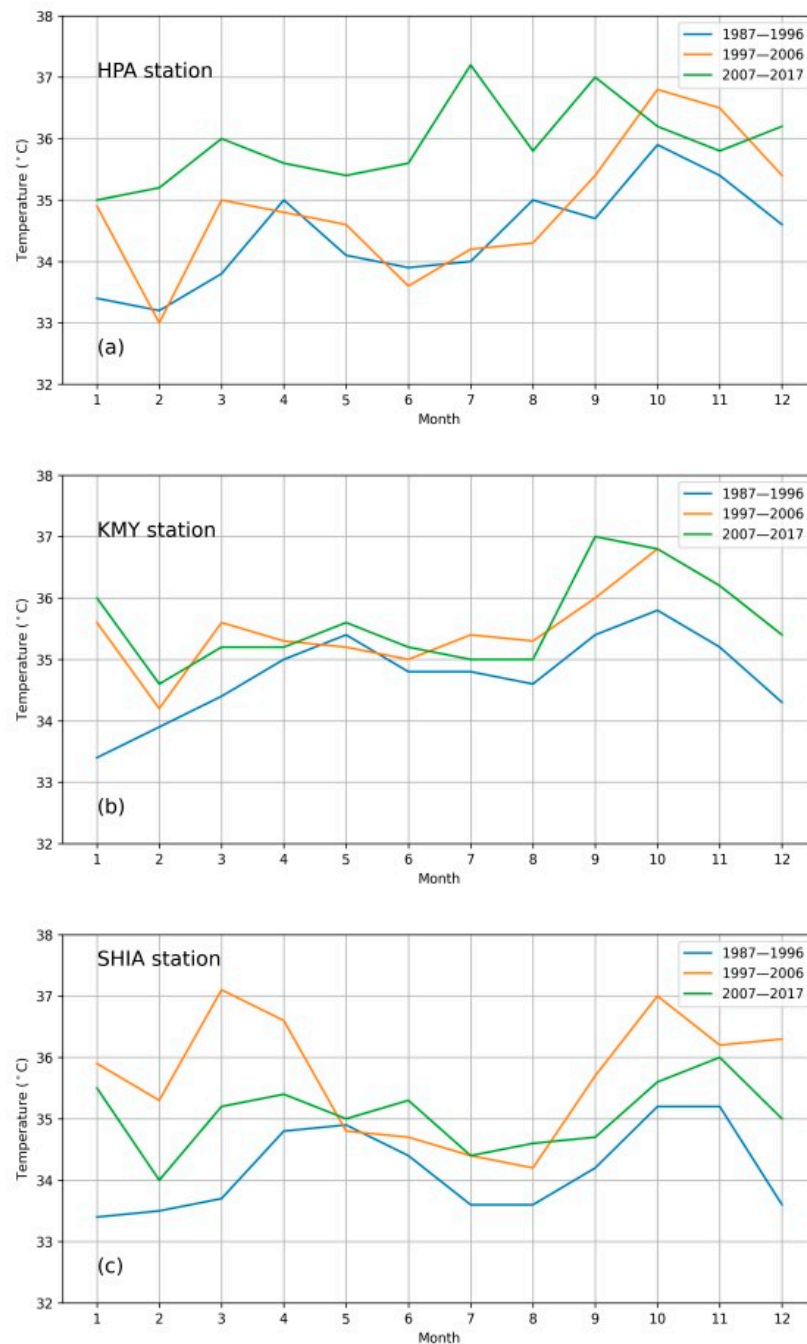 38
37
36
35
34
33
32
Temperature (°C)
HPA station
1987—1996
1997—2006
2007—2017
(a)
1 2 3 4 5 6 7 8 9 10 11 12
Month
38
37
36
35
34
33
32
Temperature (°C)
KMY station
1987—1996
1997—2006
2007—2017
(b)
1 2 3 4 5 6 7 8 9 10 11 12
Month
38
37
36
35
34
33
32
Temperature (°C)
SHIA station
1987—1996
1997—2006
2007—2017
(c)
1 2 3 4 5 6 7 8 9 10 11 12
Month